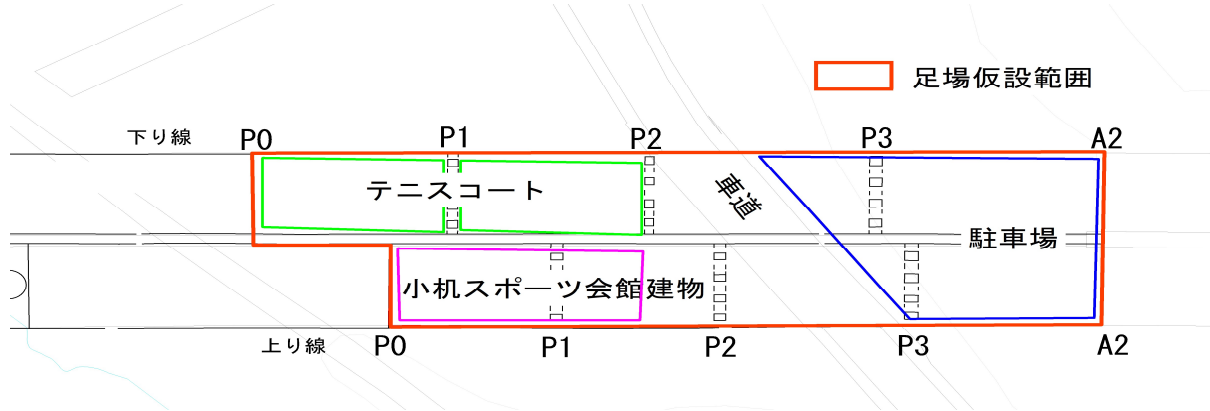 足場仮設範囲
下り線
P0
P1
P2
P3
A2
テニスコート
車道
駐車場
小机スポーツ会館建物
上り線
P0
P1
P2
P3
A2